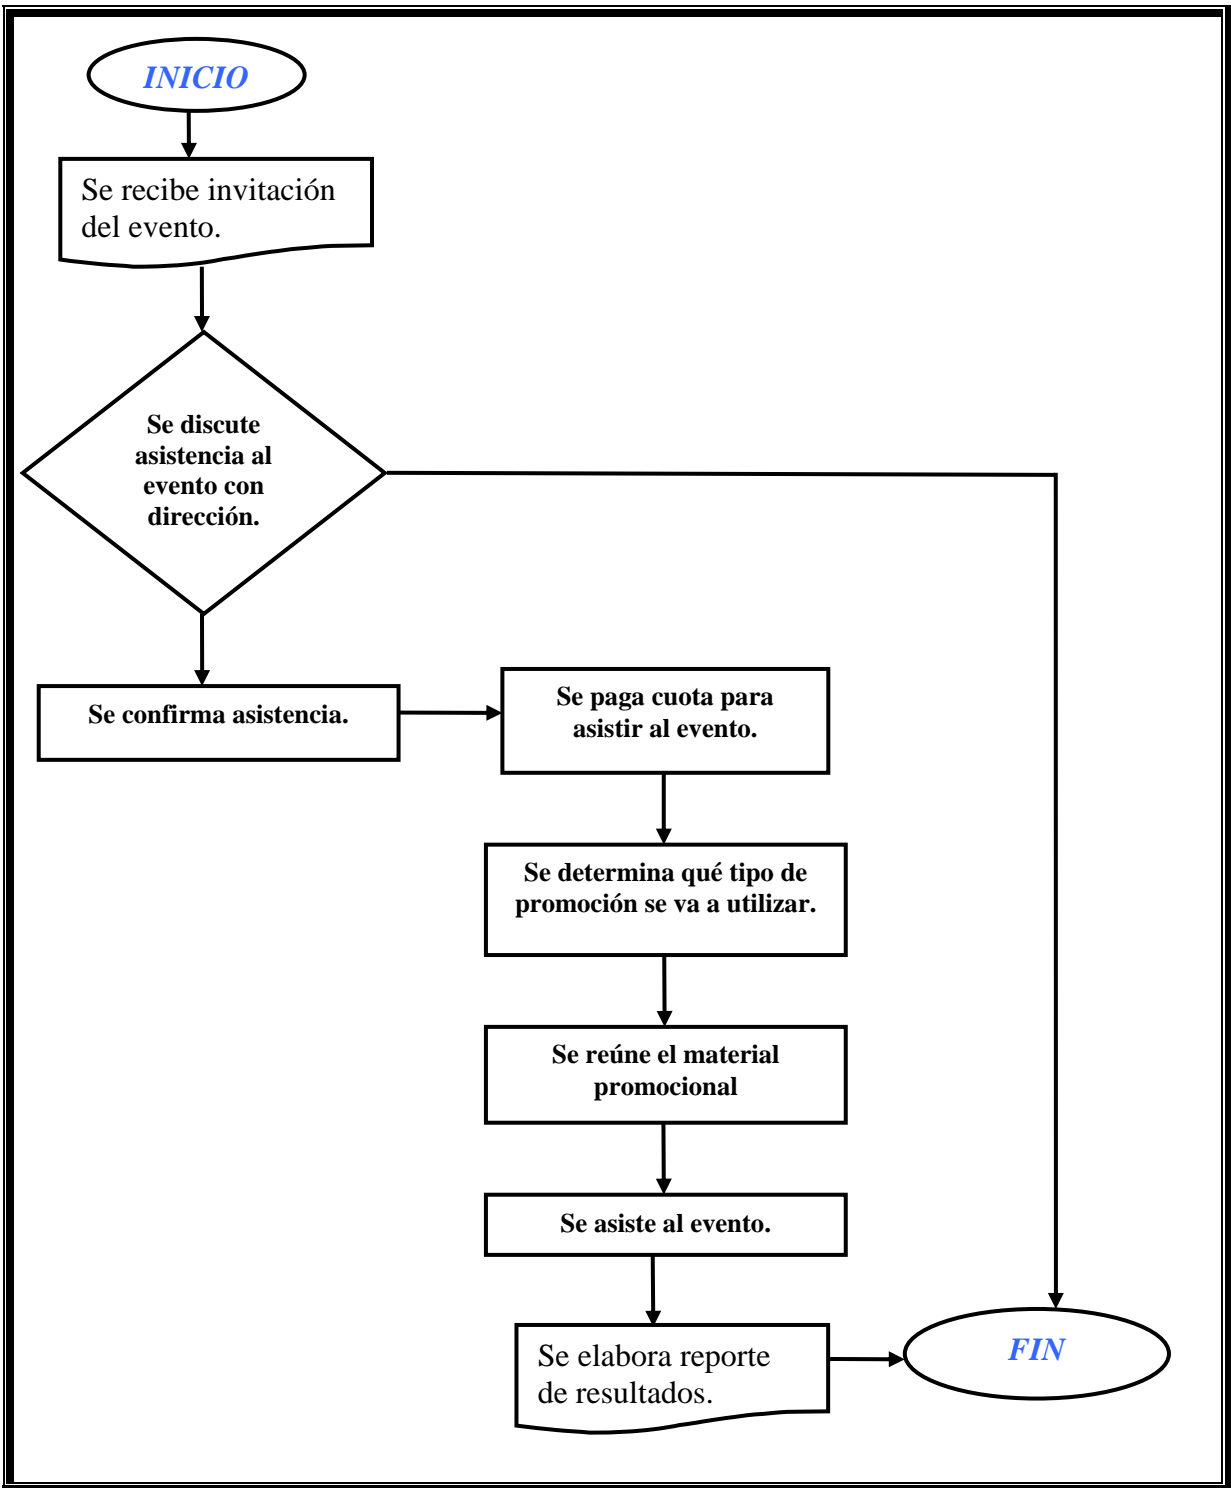 INICIO
Se recibe invitación
del evento.
Se discute
asistencia al
evento con
dirección.
Se confirma asistencia.
Se paga cuota para
asistir al evento.
Se determina qué tipo de
promoción se va a utilizar.
Se reúne el material
promocional
Se asiste al evento.
Se elabora reporte
de resultados.
FIN